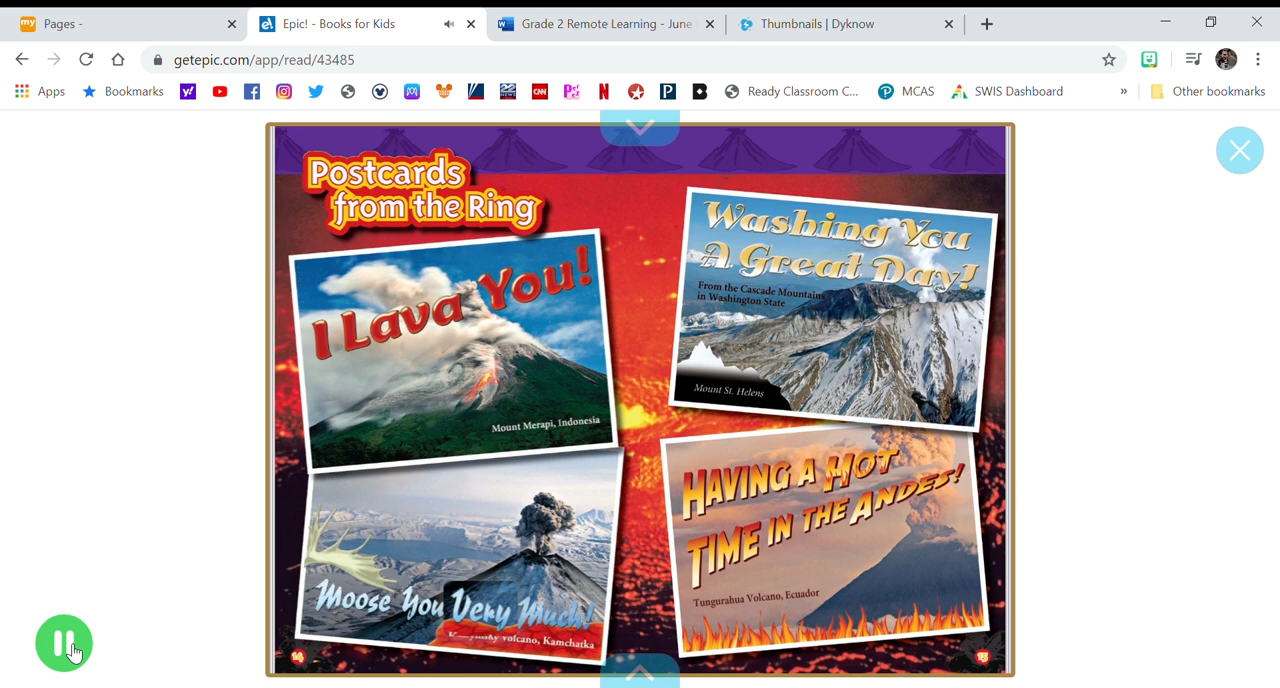 Pages -
Epic! - Books for Kids
Grade 2 Remote Learning - June
Thumbnails | Dyknow
getepic.com/app/read/43485
Apps
Bookmarks
Ready Classroom C...
MCAS
SWIS Dashboard
»
Other bookmarks
Postcards
from the Ring
I Lava You!
Mount Merapi, Indonesia
Washing You
A Great Day!
From the Cascade Mountains
in Washington State
Mount St. Helens
Moose You Very Much!
Volcano, Kamchatka
Having a Hot
Time in the Andes!
Tungurahua Volcano, Ecuador
14
15